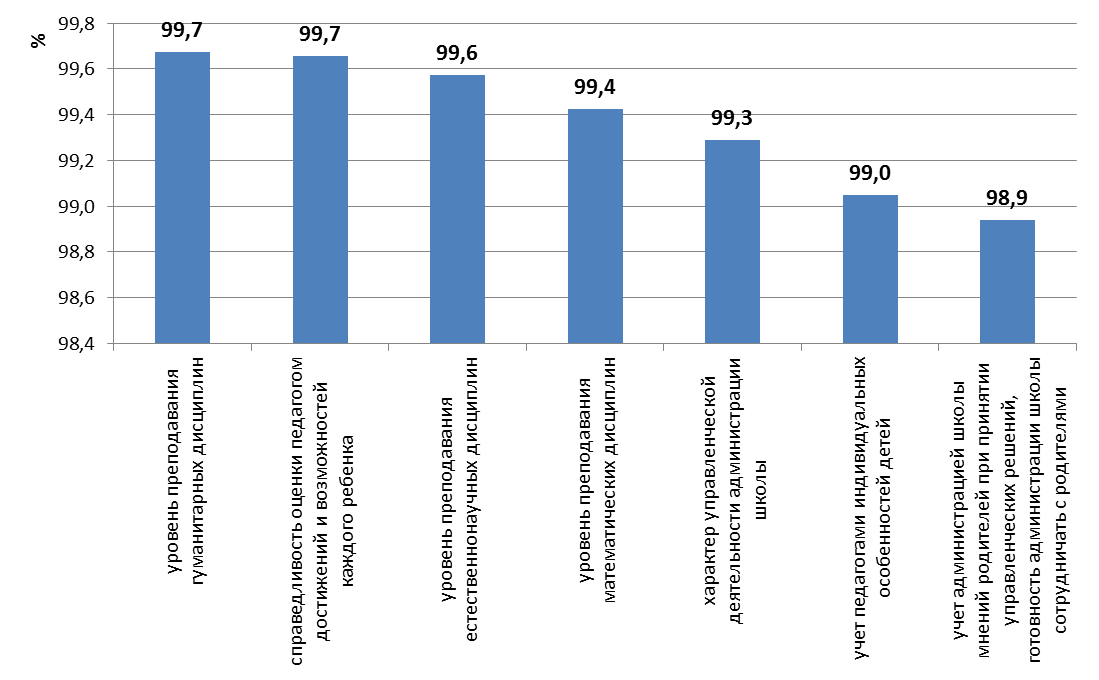 %
99,8
99,6
99,4
99,2
99,0
98,8
98,6
98,4
99,7
99,7
99,6
99,4
99,3
99,0
98,9
уровень преподавания
гуманитарных дисциплин
справедливость оценки педагогом
достижений и возможностей
каждого ребенка
уровень преподавания
естественнонаучных дисциплин
уровень преподавания
математических дисциплин
характер управленческой
деятельности администрации
школы
учет педагогами индивидуальных
особенностей детей
учет администрацией школы
мнений родителей при принятии
управленческих решений,
готовность администрации школы
сотрудничать с родителями